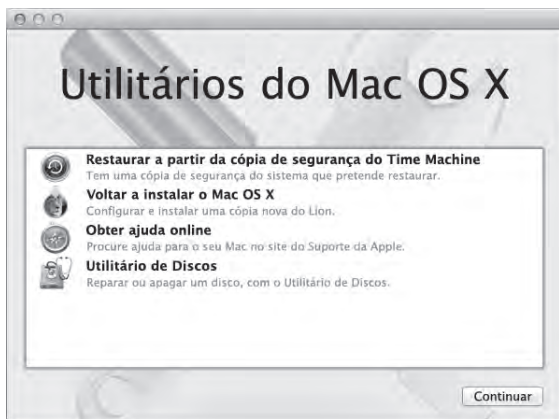 Utilitários do Mac OS X
Restaurar a partir da cópia de segurança do Time Machine
Tem uma cópia de segurança do sistema que pretende restaurar.
Voltar a instalar o Mac OS X
Configurar e instalar uma cópia nova do Lion.
Obter ajuda online
Procure ajuda para o seu Mac no site do Suporte da Apple.
Utilitário de Discos
Reparar ou apagar um disco, com o Utilitário de Discos.
Continuar